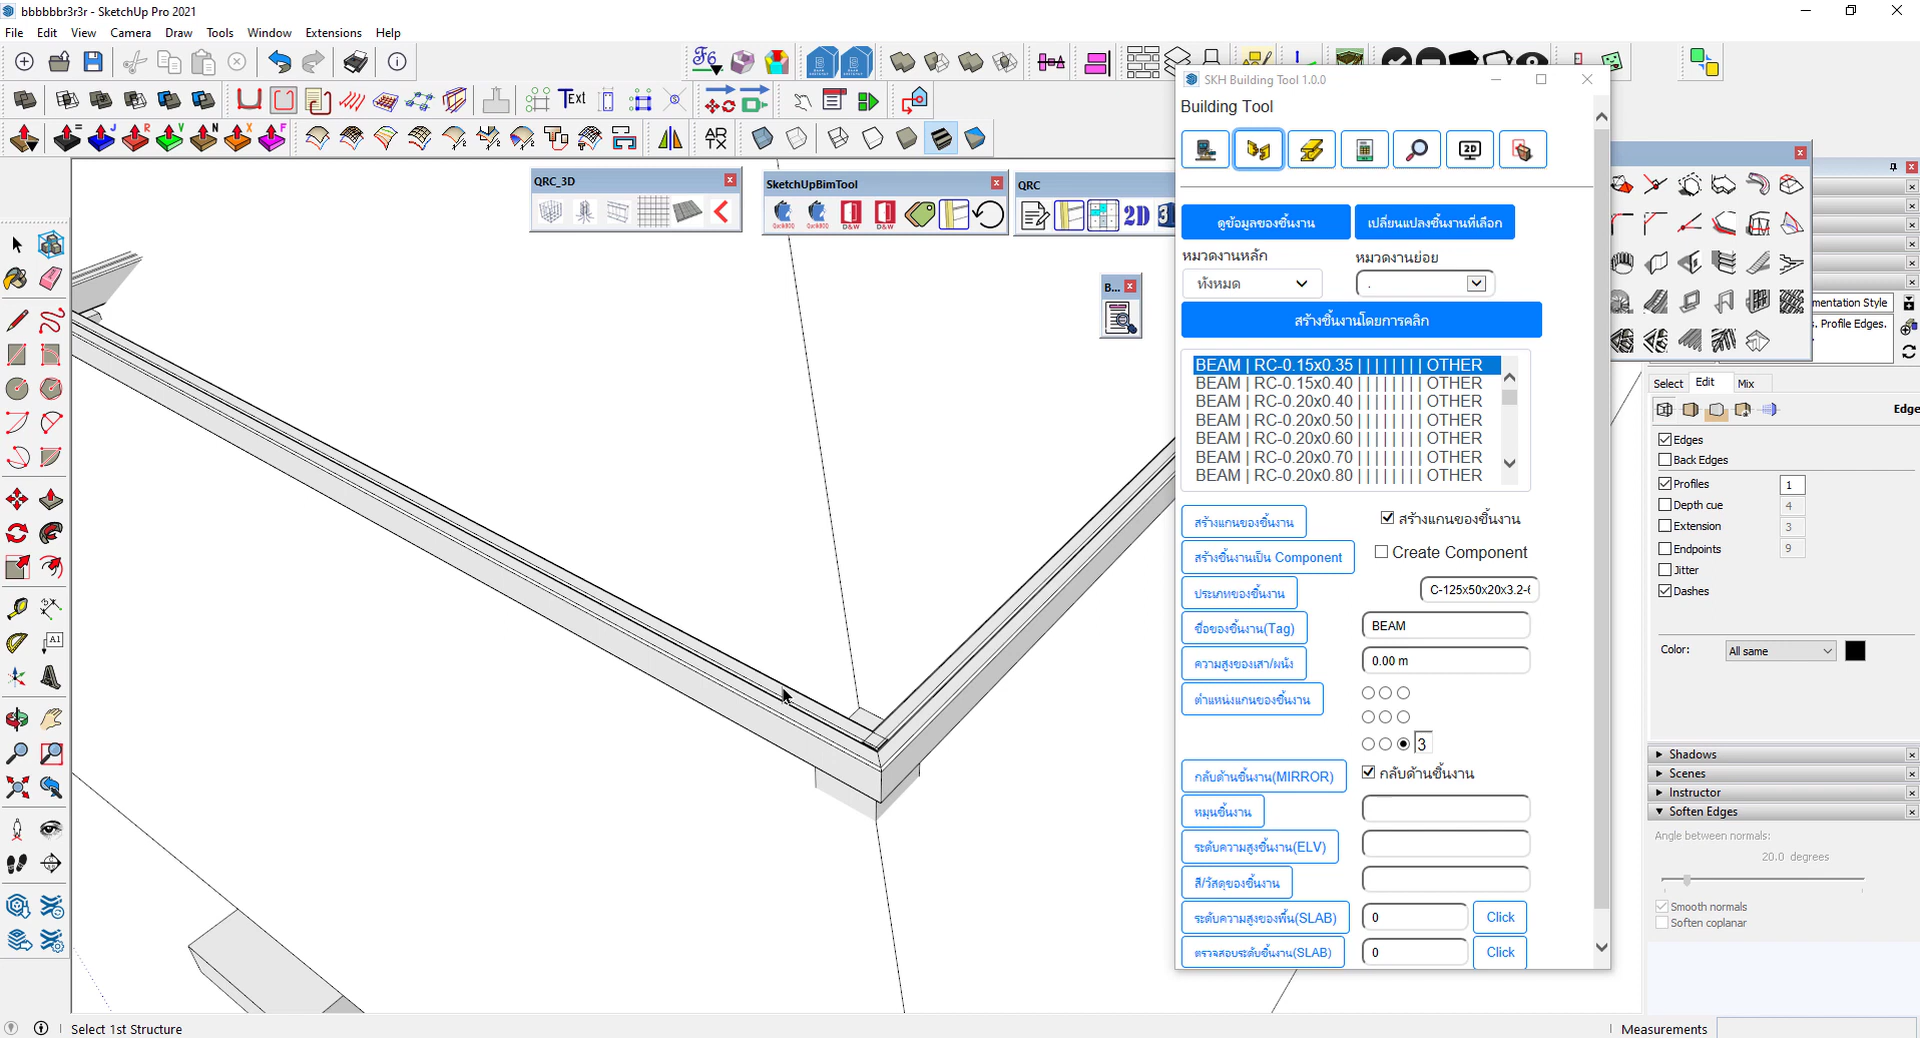 bbbbbbr3r3r - SketchUp Pro 2021
File Edit View Camera Draw Tools Window Extensions Help
Text
AR
TX
SKH Building Tool 1.0.0
Building Tool
2D
QRC_3D
SketchUpBimTool
QRC
D&W
D&W
2D
B...
ดูข้อมูลของชิ้นงาน
เปลี่ยนแปลงชิ้นงานที่เลือก
หมวดงานหลัก
หมวดงานย่อย
ทั้งหมด
.
สร้างชิ้นงานโดยการคลิก
BEAM | RC-0.15x0.35 | | | | | | | | OTHER
BEAM | RC-0.15x0.40 | | | | | | | | OTHER
BEAM | RC-0.20x0.40 | | | | | | | | OTHER
BEAM | RC-0.20x0.50 | | | | | | | | OTHER
BEAM | RC-0.20x0.60 | | | | | | | | OTHER
BEAM | RC-0.20x0.70 | | | | | | | | OTHER
BEAM | RC-0.20x0.80 | | | | | | | | OTHER
สร้างแกนของชิ้นงาน
สร้างแกนของชิ้นงาน
สร้างชิ้นงานเป็น Component
Create Component
ประเภทของชิ้นงาน
C-125x50x20x3.2-6
ชื่อของชิ้นงาน(Tag)
BEAM
ความสูงของเสา/ผนัง
0.00 m
ตำแหน่งแกนของชิ้นงาน
3
กลับด้านชิ้นงาน(MIRROR)
กลับด้านชิ้นงาน
หมุนชิ้นงาน
ระดับความสูงชิ้นงาน(ELV)
สี/วัสดุของชิ้นงาน
ระดับความสูงของพื้น(SLAB)
0
Click
ตรวจสอบระดับชิ้นงาน(SLAB)
0
Click
mentation Style
. Profile Edges.
Select Edit Mix
Edge
Edges
Back Edges
Profiles 1
Depth cue 4
Extension 3
Endpoints 9
Jitter
Dashes
Color: All same
Shadows
Scenes
Instructor
Soften Edges
Angle between normals:
20.0 degrees
Smooth normals
Soften coplanar
A1
Select 1st Structure
Measurements